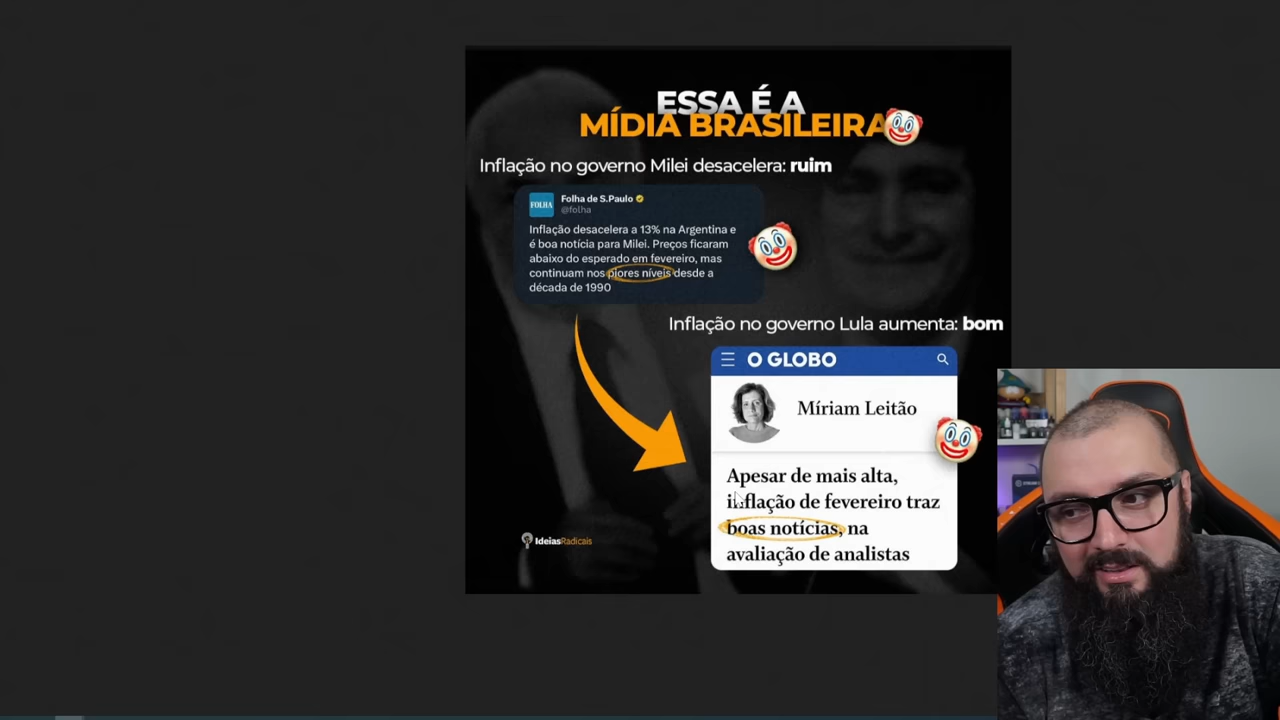 ESSA É A
MÍDIA BRASILEIRA
Inflação no governo Milei desacelera: ruim
FOLHA
Folha de S.Paulo
@folha
Inflação desacelera a 13% na Argentina e
é boa notícia para Milei. Preços ficaram
abaixo do esperado em fevereiro, mas
continuam nos piores níveis desde a
década de 1990
Inflação no governo Lula aumenta: bom
O GLOBO
Míriam Leitão
Apesar de mais alta,
inflação de fevereiro traz
boas notícias, na
avaliação de analistas
IdeiasRadicais